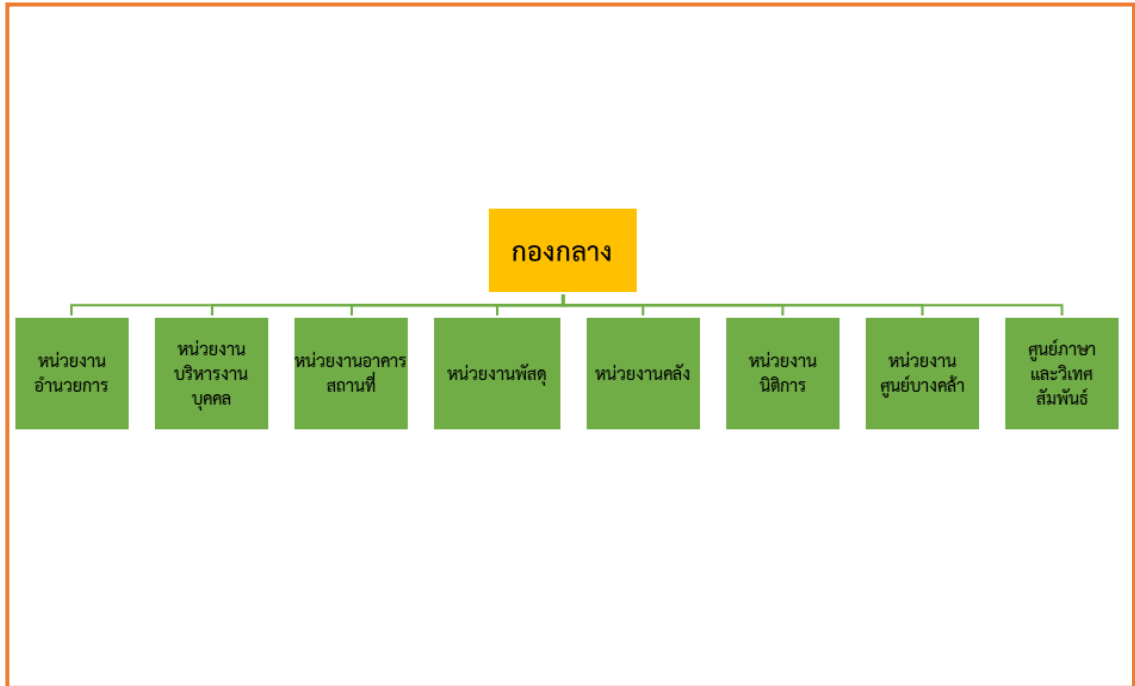 กองกลาง
หน่วยงาน
อำนวยการ
หน่วยงาน
บริหารงาน
บุคคล
หน่วยงานอาคาร
สถานที่
หน่วยงานพัสดุ
หน่วยงานคลัง
หน่วยงาน
นิติการ
หน่วยงาน
ศูนย์บางคล้า
ศูนย์ภาษา
และวิเทศ
สัมพันธ์